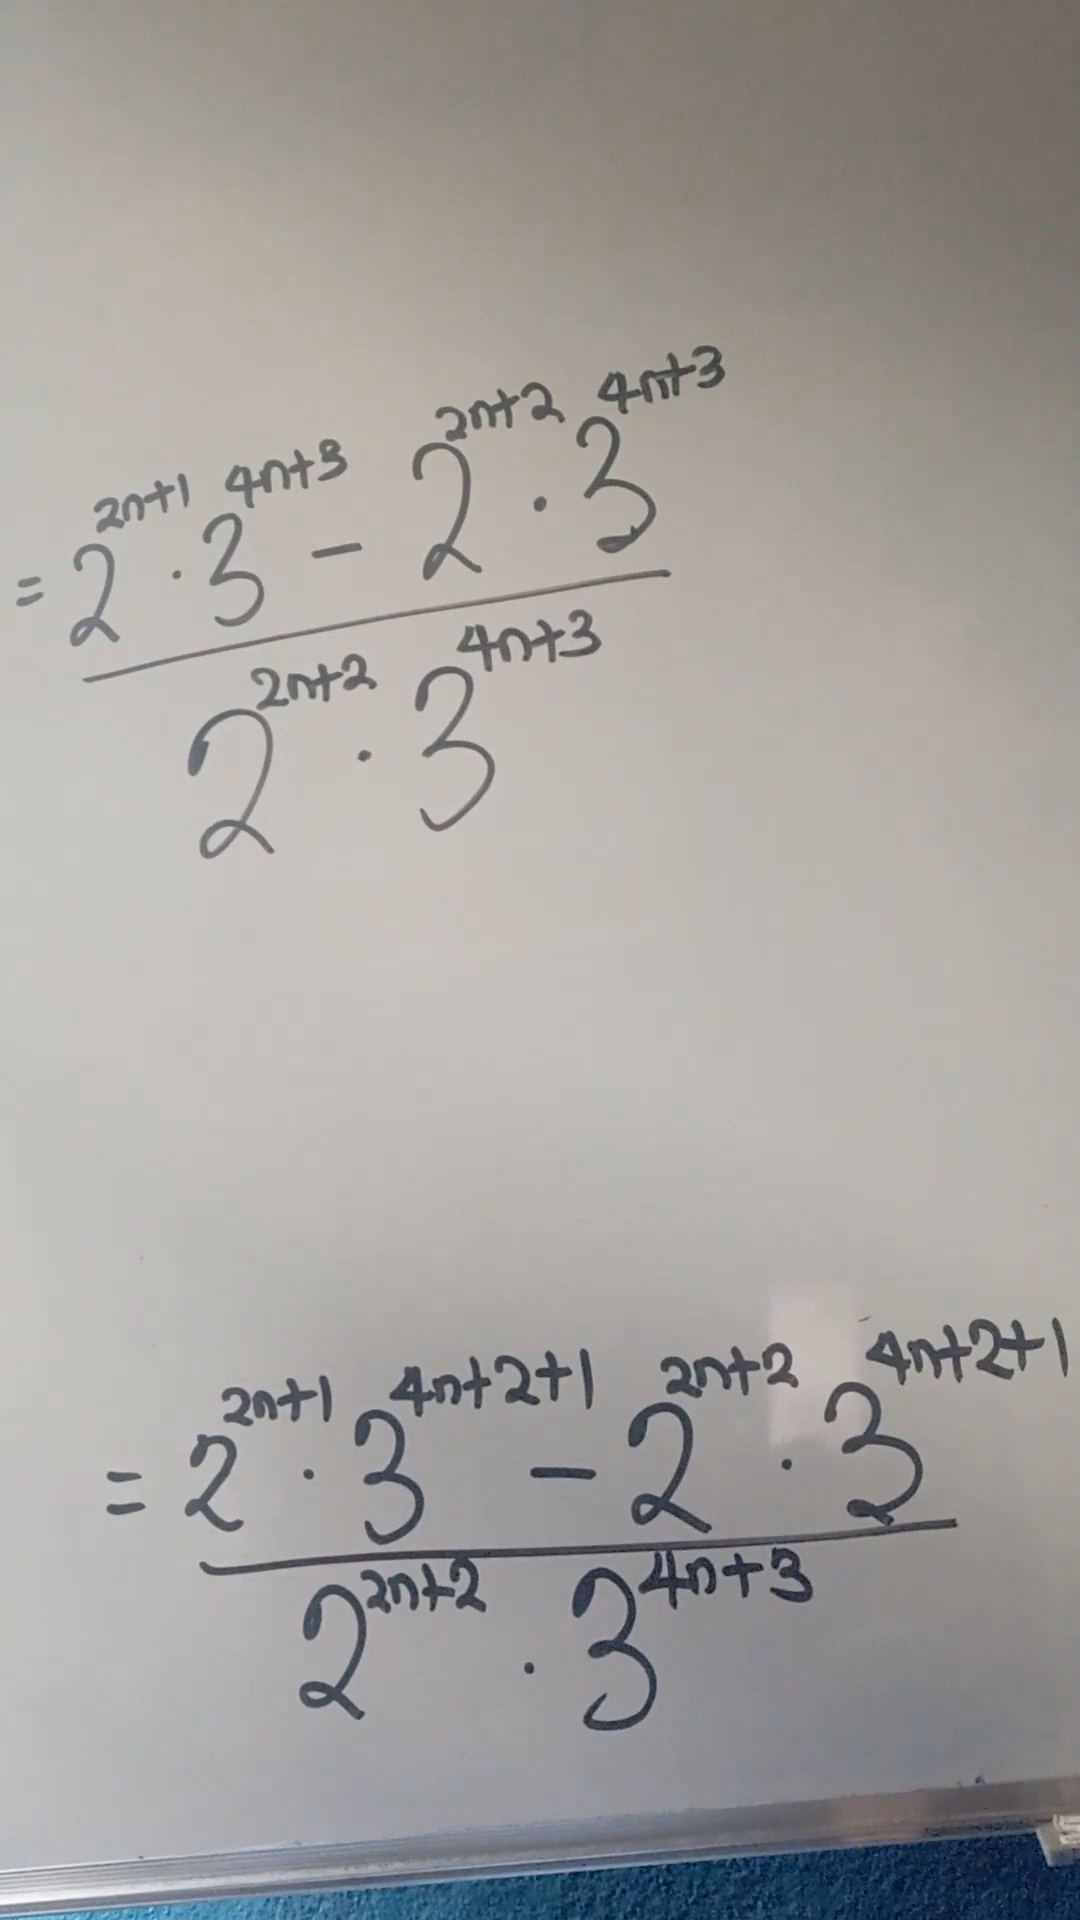 = 2^{2n+1} · 3^{4n+3} - 2^{2n+2} · 3^{4n+3}
2^{2n+2} · 3^{4n+3}
= 2^{2n+1} · 3^{4n+2+1} - 2^{2n+2} · 3^{4n+2+1}
2^{2n+2} · 3^{4n+3}